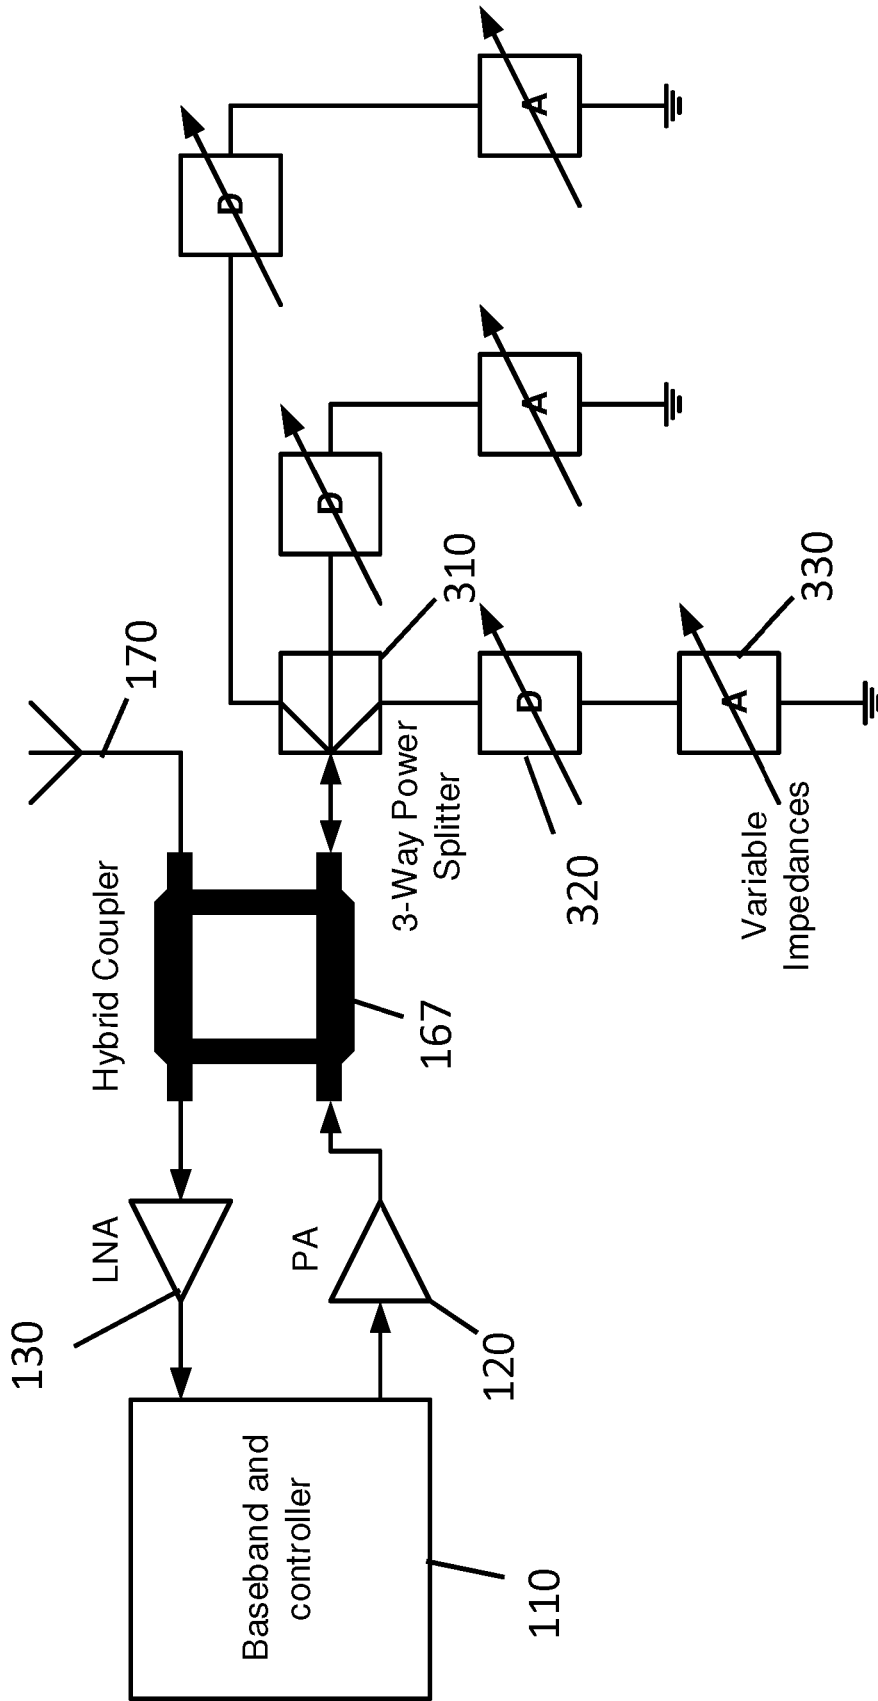 170
D
A
Hybrid Coupler
D
A
LNA
130
310
3-Way Power
Splitter
167
PA
320
D
330
A
Variable
Impedances
120
Baseband and
controller
110